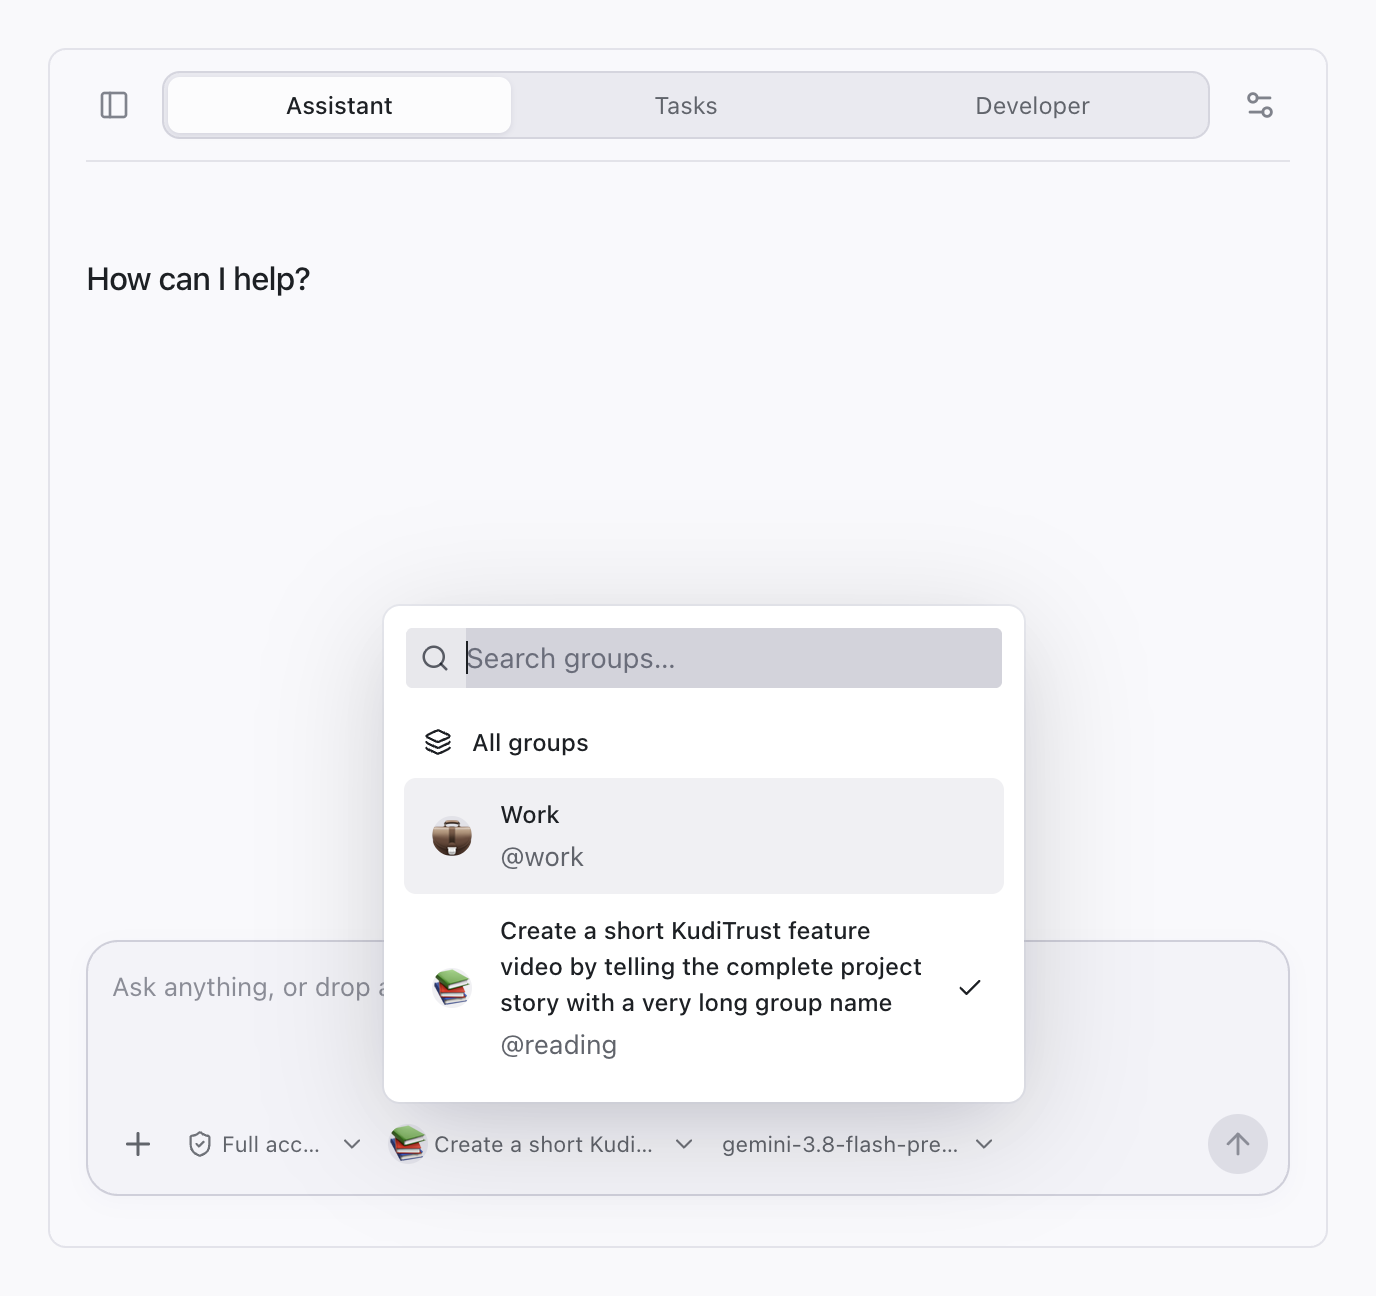 Assistant
Tasks
Developer
How can I help?
Search groups...
All groups
Work
@work
Create a short KudiTrust feature
video by telling the complete project
story with a very long group name
@reading
Ask anything, or drop a
Full acc...
Create a short Kudi...
gemini-3.8-flash-pre...